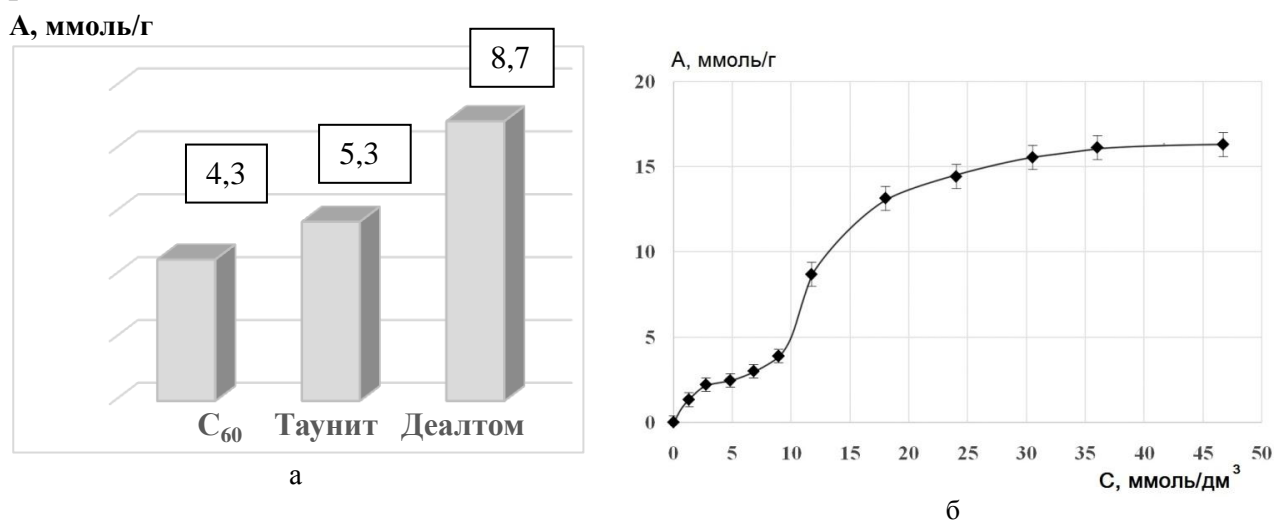 А, ммоль/г
4,3
5,3
8,7
C₆₀ Таунит Деалтом
а
А, ммоль/г
20
15
10
5
0
0 5 10 15 20 25 30 35 40 45 50
С, ммоль/дм³
б